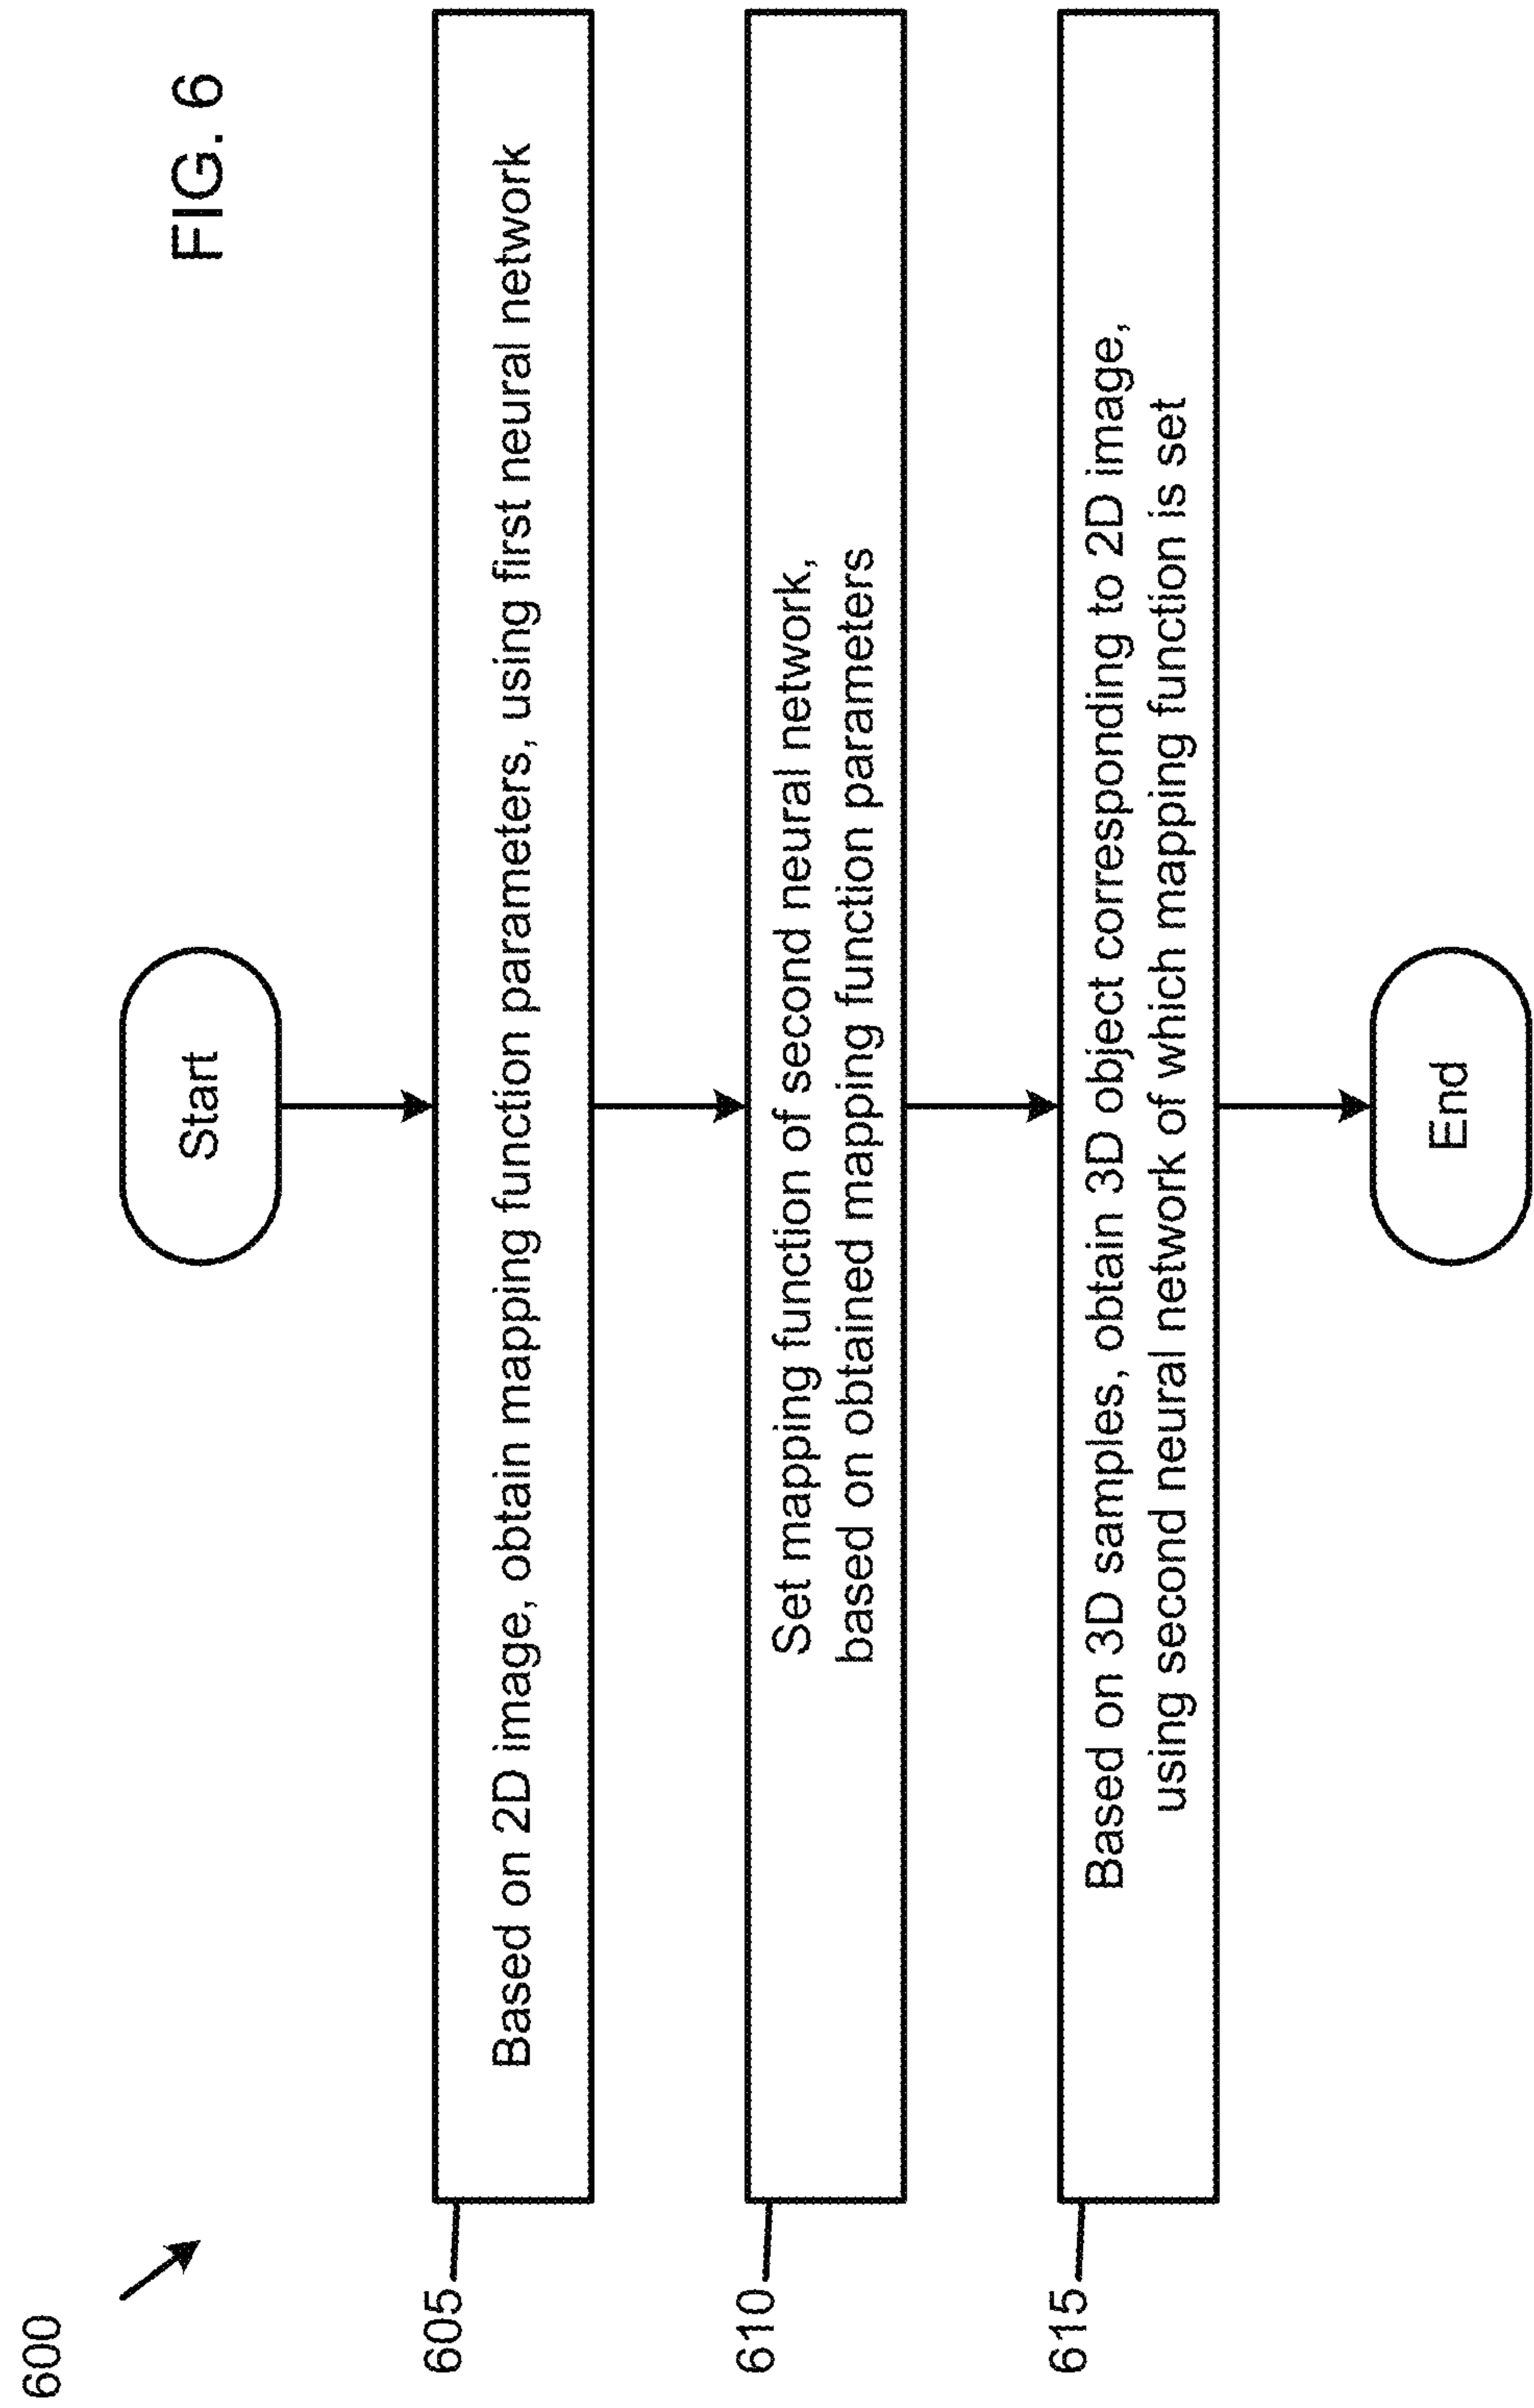 600
FIG. 6
Start
605
Based on 2D image, obtain mapping function parameters, using first neural network
610
Set mapping function of second neural network,
based on obtained mapping function parameters
615
Based on 3D samples, obtain 3D object corresponding to 2D image,
using second neural network of which mapping function is set
End